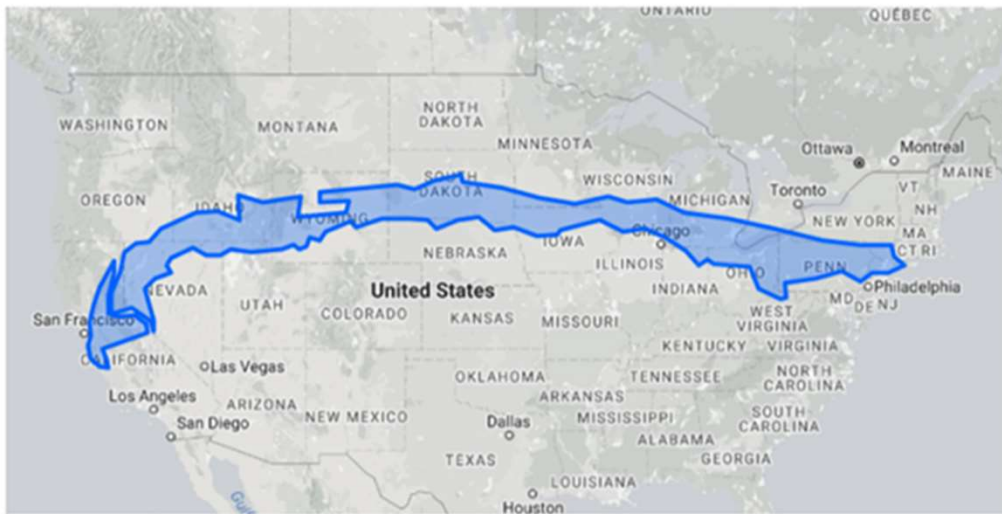 ONTARIO
QUÉBEC
WASHINGTON
MONTANA
NORTH
DAKOTA
MINNESOTA
Ottawa
Montreal
MAINE
OREGON
IDAHO
SOUTH
DAKOTA
WISCONSIN
MICHIGAN
Toronto
VT
NH
NEW YORK
MA
CT RI
WYOMING
Chicago
IOWA
NEBRASKA
ILLINOIS
INDIANA
OHIO
PENN
Philadelphia
MD
DE NJ
NEVADA
UTAH
United States
COLORADO
KANSAS
MISSOURI
WEST
VIRGINIA
KENTUCKY
VIRGINIA
San Francisco
CALIFORNIA
Las Vegas
OKLAHOMA
TENNESSEE
NORTH
CAROLINA
Los Angeles
ARIZONA
NEW MEXICO
ARKANSAS
MISSISSIPPI
SOUTH
CAROLINA
San Diego
Dallas
ALABAMA
GEORGIA
TEXAS
LOUISIANA
Houston